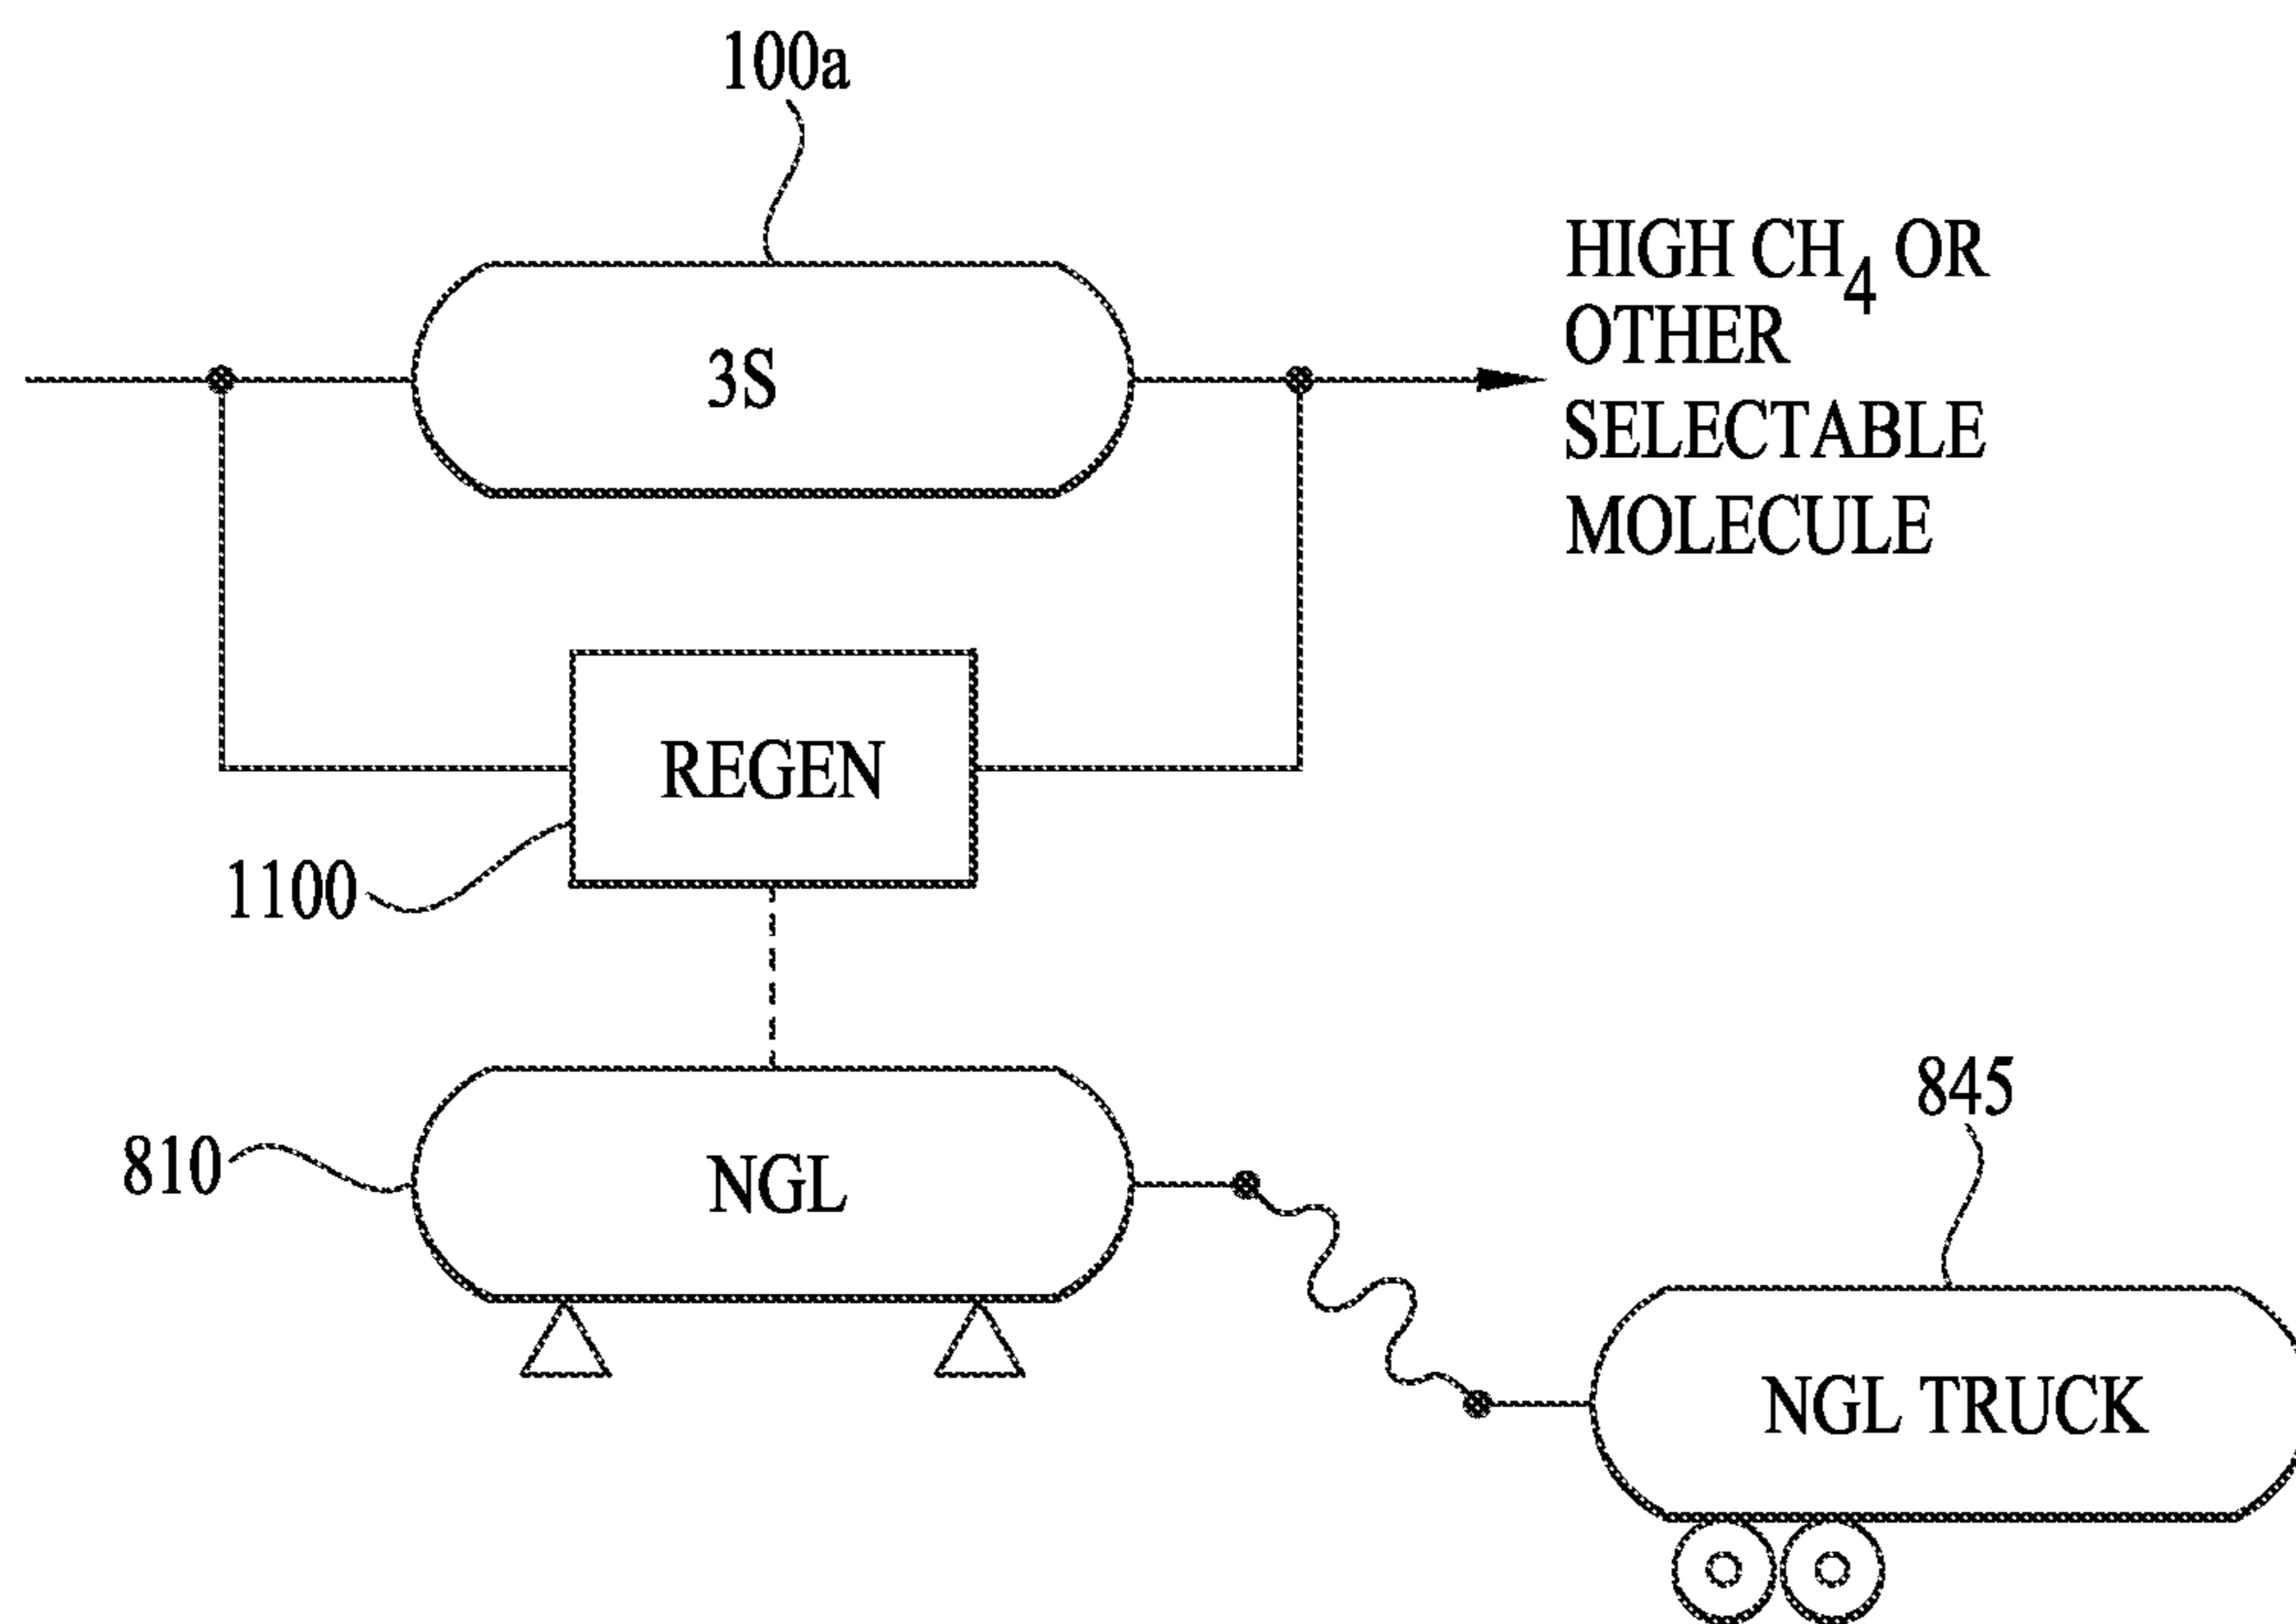 100a
HIGH CH4 OR
OTHER
SELECTABLE
MOLECULE
3S
REGEN
1100
845
810
NGL
NGL TRUCK